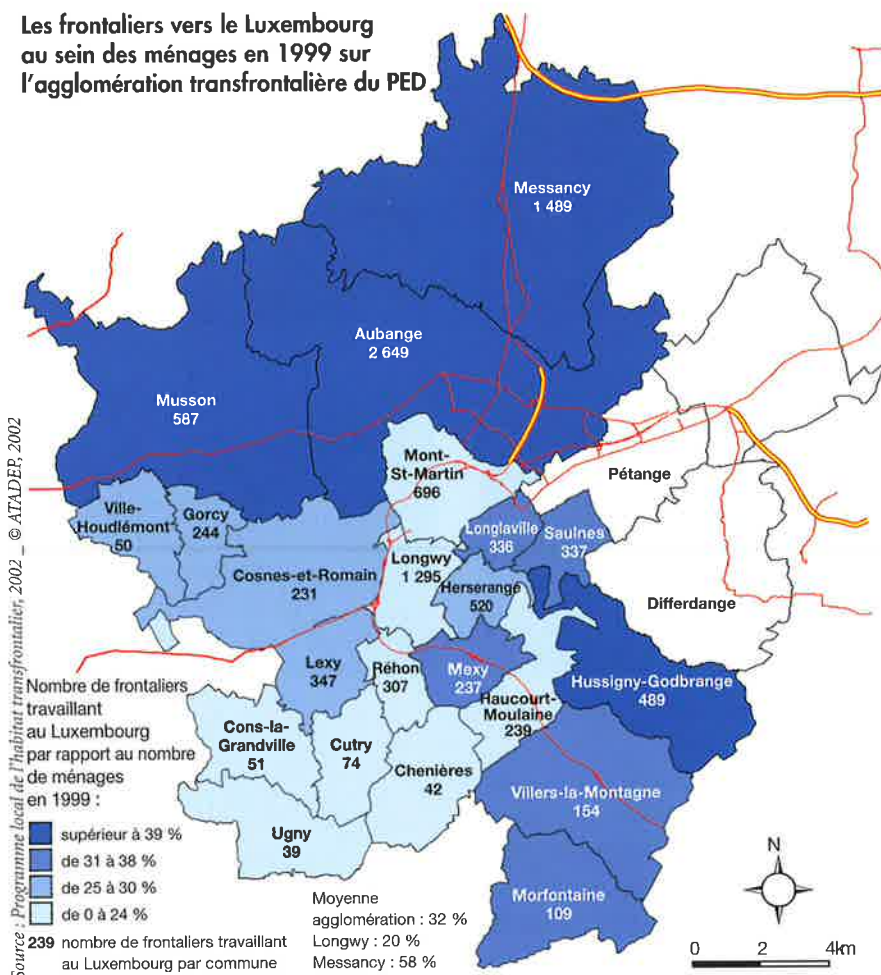 Les frontaliers vers le Luxembourg
au sein des ménages en 1999 sur
l'agglomération transfrontalière du PED
Messancy
1 489
Aubange
2 649
Musson
587
Mont-
St-Martin
696
Pétange
Ville-
Houdlémont
50
Gorcy
244
Longlaville
336
Saulnes
337
Longwy
1 295
Cosnes-et-Romain
231
Herserange
520
Differdange
Lexy
347
Réhon
307
Mexy
237
Hussigny-Godbrange
489
Haucourt-
Moulaine
239
Cons-la-
Grandville
51
Cutry
74
Chenières
42
Villers-la-Montagne
154
Ugny
39
Morfontaine
109
Nombre de frontaliers
travaillant
au Luxembourg
par rapport au nombre
de ménages
en 1999 :
supérieur à 39 %
de 31 à 38 %
de 25 à 30 %
de 0 à 24 %
239 nombre de frontaliers travaillant
au Luxembourg par commune
Moyenne
agglomération : 32 %
Longwy : 20 %
Messancy : 58 %
N
0 2 4km
Source : Programme local de l'habitat transfrontalier, 2002 _ © ATADEP, 2002